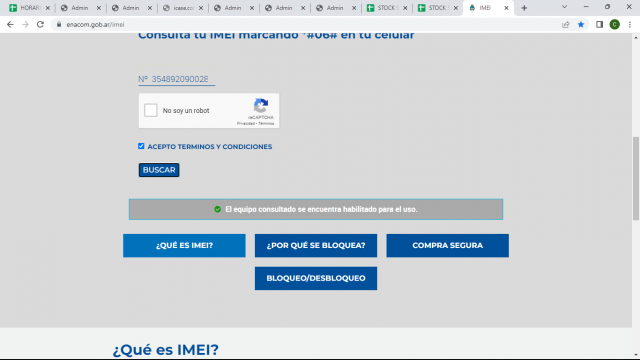 HORARI
Admin
Admin
icase.co
Admin
Admin
STOCK S
STOCK S
IMEI
enacom.gob.ar/imei
C
Consulta tu IMEI marcando *#06# en tu celular
Nº 354892090028
No soy un robot
reCAPTCHA
Privacidad - Términos
ACEPTO TERMINOS Y CONDICIONES
BUSCAR
El equipo consultado se encuentra habilitado para el uso.
¿QUÉ ES IMEI?
¿POR QUÉ SE BLOQUEA?
COMPRA SEGURA
BLOQUEO/DESBLOQUEO
¿Qué es IMEI?